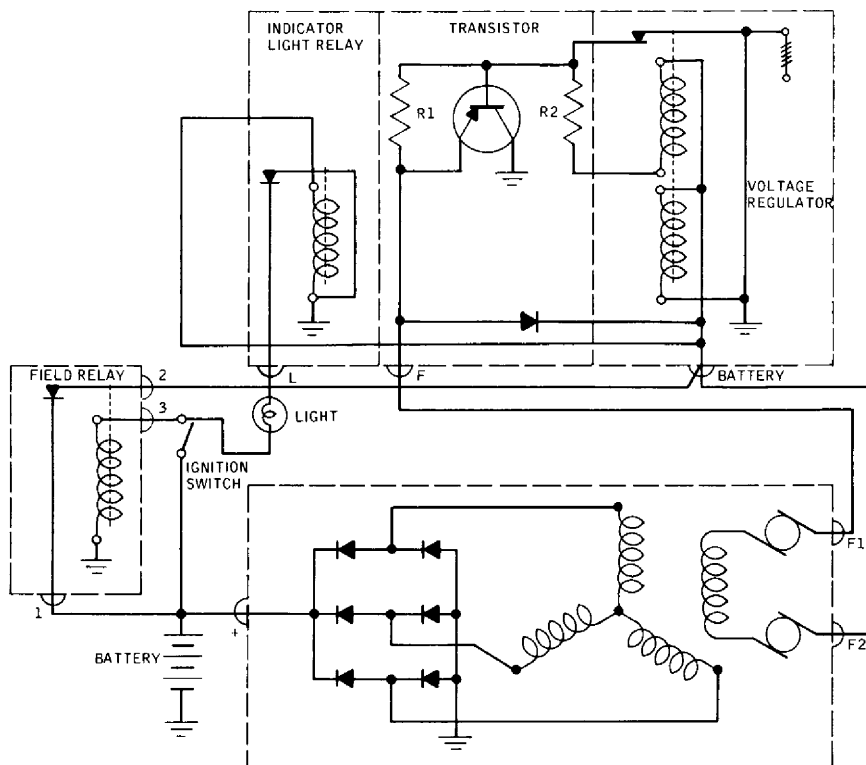 INDICATOR
LIGHT RELAY
TRANSISTOR
R1
R2
VOLTAGE
REGULATOR
FIELD RELAY
2
L
F
BATTERY
3
LIGHT
IGNITION
SWITCH
F1
1
+
F2
BATTERY